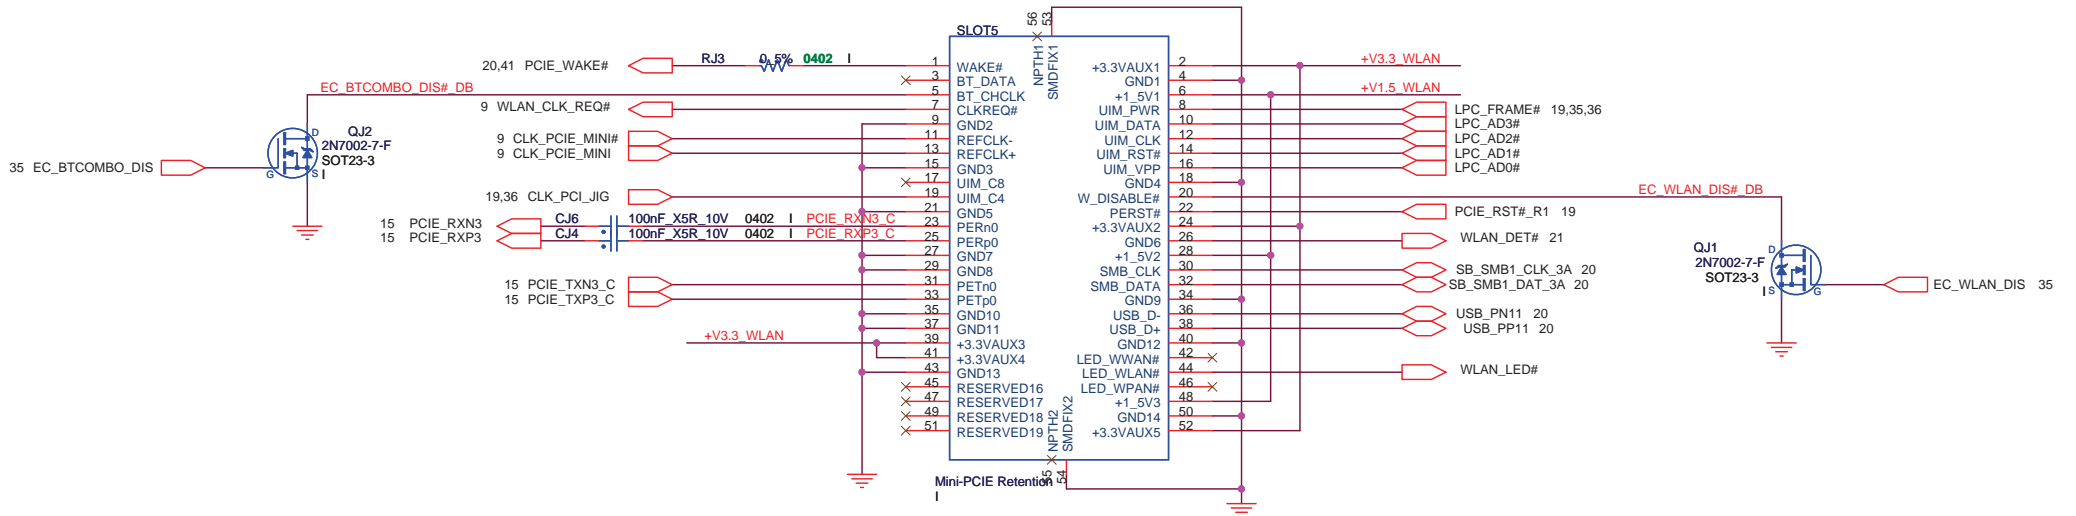 56
53
SLOT5
NPTH1
SMDFIX1
20,41 PCIE_WAKE#
RJ3 0_5% 0402 I
1 WAKE#
3 BT_DATA
EC_BTCOMBO_DIS#_DB
5 BT_CHCLK
9 WLAN_CLK_REQ#
7 CLKREQ#
9 GND2
9 CLK_PCIE_MINI#
11 REFCLK-
9 CLK_PCIE_MINI
13 REFCLK+
15 GND3
17 UIM_C8
19,36 CLK_PCI_JIG
19 UIM_C4
21 GND5
15 PCIE_RXN3
CJ6 100nF_X5R_10V 0402 I PCIE_RXN3_C
23 PERn0
15 PCIE_RXP3
CJ4 100nF_X5R_10V 0402 I PCIE_RXP3_C
25 PERp0
27 GND7
29 GND8
15 PCIE_TXN3_C
31 PETn0
15 PCIE_TXP3_C
33 PETp0
35 GND10
37 GND11
+V3.3_WLAN
39 +3.3VAUX3
41 +3.3VAUX4
43 GND13
45 RESERVED16
47 RESERVED17
49 RESERVED18
51 RESERVED19
QJ2
2N7002-7-F
SOT23-3
I
D
G
S
35 EC_BTCOMBO_DIS
+3.3VAUX1 2
+V3.3_WLAN
GND1 4
+1_5V1 6
+V1.5_WLAN
UIM_PWR 8
LPC_FRAME# 19,35,36
UIM_DATA 10
LPC_AD3#
UIM_CLK 12
LPC_AD2#
UIM_RST# 14
LPC_AD1#
UIM_VPP 16
LPC_AD0#
GND4 18
W_DISABLE# 20
EC_WLAN_DIS#_DB
PERST# 22
PCIE_RST#_R1 19
+3.3VAUX2 24
GND6 26
WLAN_DET# 21
+1_5V2 28
SMB_CLK 30
SB_SMB1_CLK_3A 20
SMB_DATA 32
SB_SMB1_DAT_3A 20
GND9 34
USB_D- 36
USB_PN11 20
USB_D+ 38
USB_PP11 20
GND12 40
LED_WWAN# 42
LED_WLAN# 44
WLAN_LED#
LED_WPAN# 46
+1_5V3 48
GND14 50
+3.3VAUX5 52
QJ1
2N7002-7-F
SOT23-3
I
D
S
G
EC_WLAN_DIS 35
NPTH2
SMDFIX2
55
54
Mini-PCIE Retention
I